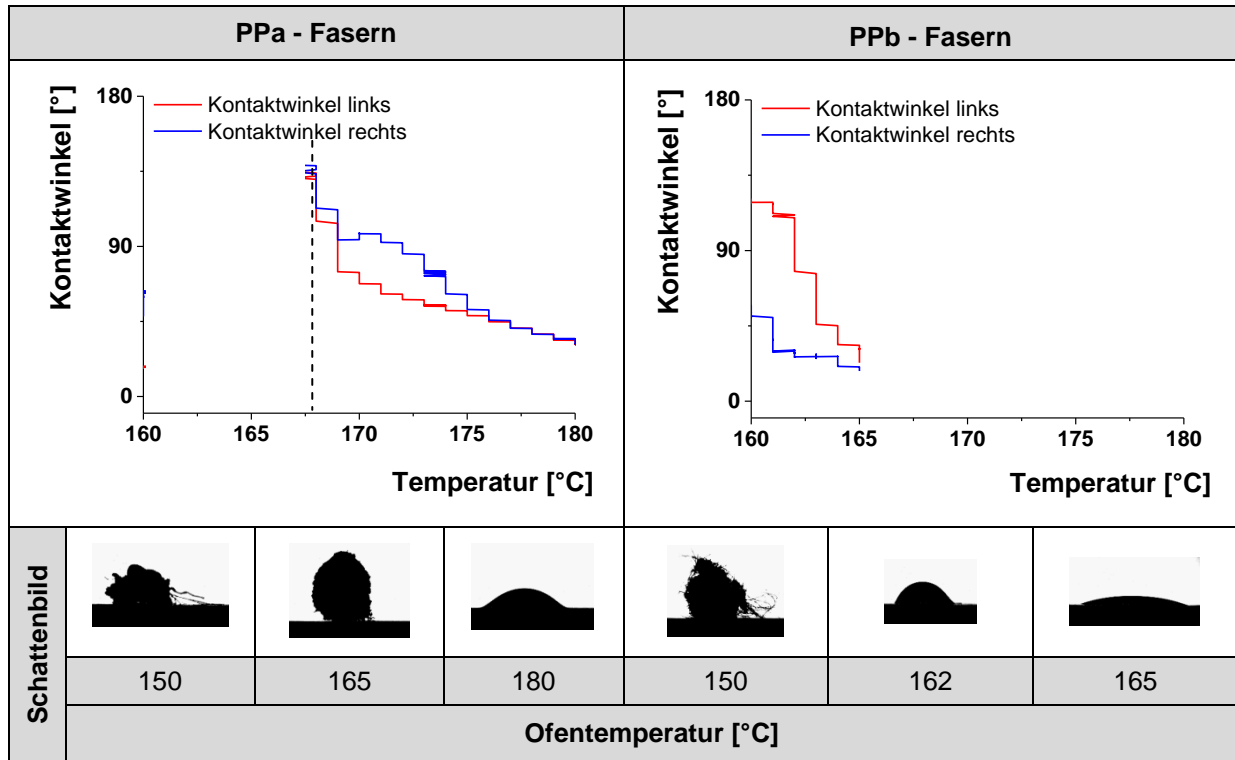 PPa - Fasern
PPb - Fasern
Kontaktwinkel [°]
180
90
0
Kontaktwinkel links
Kontaktwinkel rechts
160
165
170
175
180
Temperatur [°C]
Kontaktwinkel [°]
180
90
0
Kontaktwinkel links
Kontaktwinkel rechts
160
165
170
175
180
Temperatur [°C]
Schattenbild
150
165
180
150
162
165
Ofentemperatur [°C]